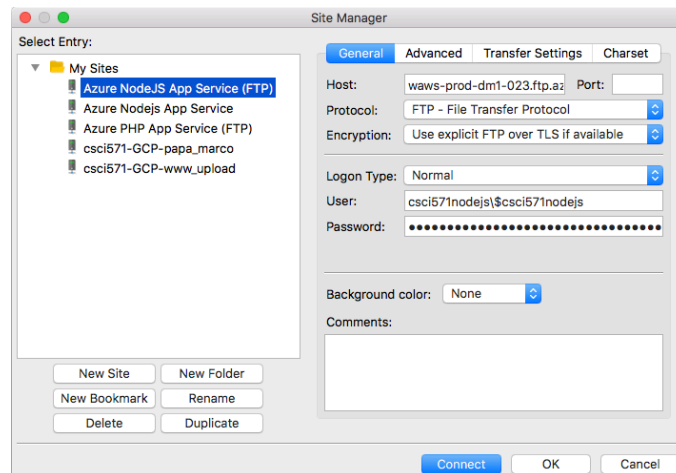 Site Manager
Select Entry:
My Sites
Azure NodeJS App Service (FTP)
Azure Nodejs App Service
Azure PHP App Service (FTP)
csci571-GCP-papa_marco
csci571-GCP-www_upload
New Site New Folder
New Bookmark Rename
Delete Duplicate
General Advanced Transfer Settings Charset
Host: waws-prod-dm1-023.ftp.az Port:
Protocol: FTP - File Transfer Protocol
Encryption: Use explicit FTP over TLS if available
Logon Type: Normal
User: csci571nodejs\$csci571nodejs
Password: ●●●●●●●●●●●●●●●●●●●●●●●●●●●●●●●●●
Background color: None
Comments:
Connect OK Cancel